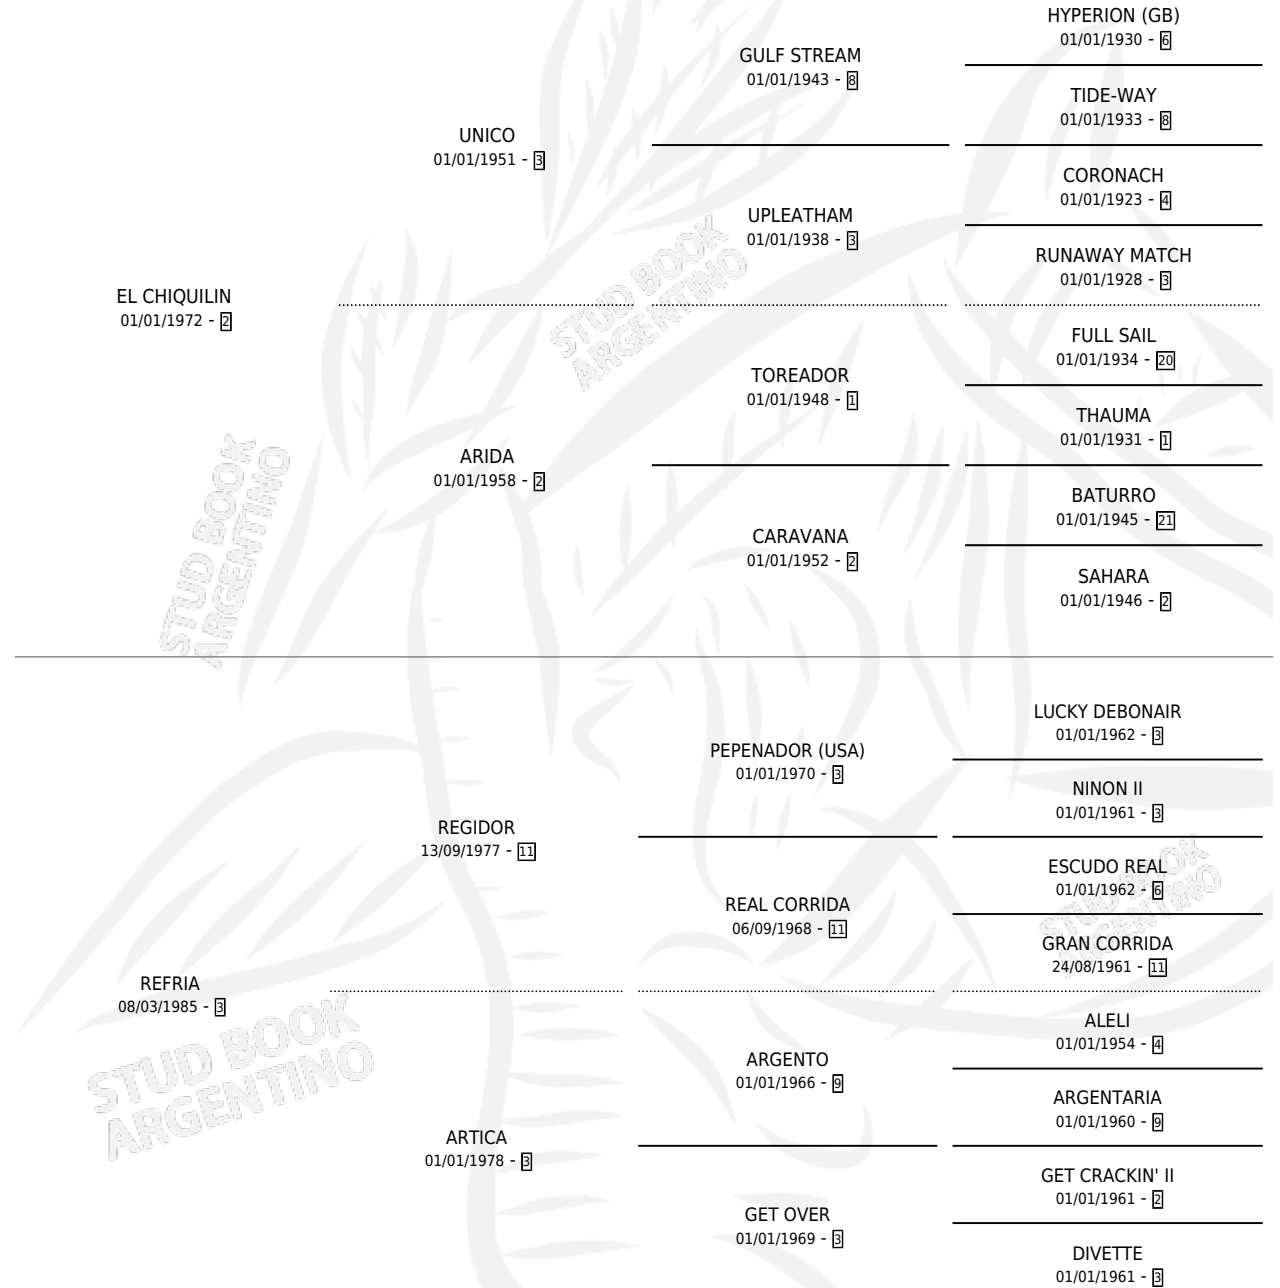 HYPERION (GB)
01/01/1930 - 6
GULF STREAM
01/01/1943 - 8
TIDE-WAY
01/01/1933 - 8
UNICO
01/01/1951 - 3
CORONACH
01/01/1923 - 4
UPLEATHAM
01/01/1938 - 3
RUNAWAY MATCH
01/01/1928 - 3
EL CHIQUILIN
01/01/1972 - 2
FULL SAIL
01/01/1934 - 20
TOREADOR
01/01/1948 - 1
THAUMA
01/01/1931 - 1
ARIDA
01/01/1958 - 2
BATURRO
01/01/1945 - 21
CARAVANA
01/01/1952 - 2
SAHARA
01/01/1946 - 2
LUCKY DEBONAIR
01/01/1962 - 3
PEPENADOR (USA)
01/01/1970 - 3
NINON II
01/01/1961 - 3
REGIDOR
13/09/1977 - 11
ESCUDO REAL
01/01/1962 - 6
REAL CORRIDA
06/09/1968 - 11
GRAN CORRIDA
24/08/1961 - 11
REFRIA
08/03/1985 - 3
ALELI
01/01/1954 - 4
ARGENTO
01/01/1966 - 9
ARGENTARIA
01/01/1960 - 9
ARTICA
01/01/1978 - 3
GET CRACKIN' II
01/01/1961 - 2
GET OVER
01/01/1969 - 3
DIVETTE
01/01/1961 - 3
STUD BOOK
ARGENTINO
STUD BOOK
ARGENTINO
STUD BOOK
ARGENTINO
STUD BOOK
ARGENTINO